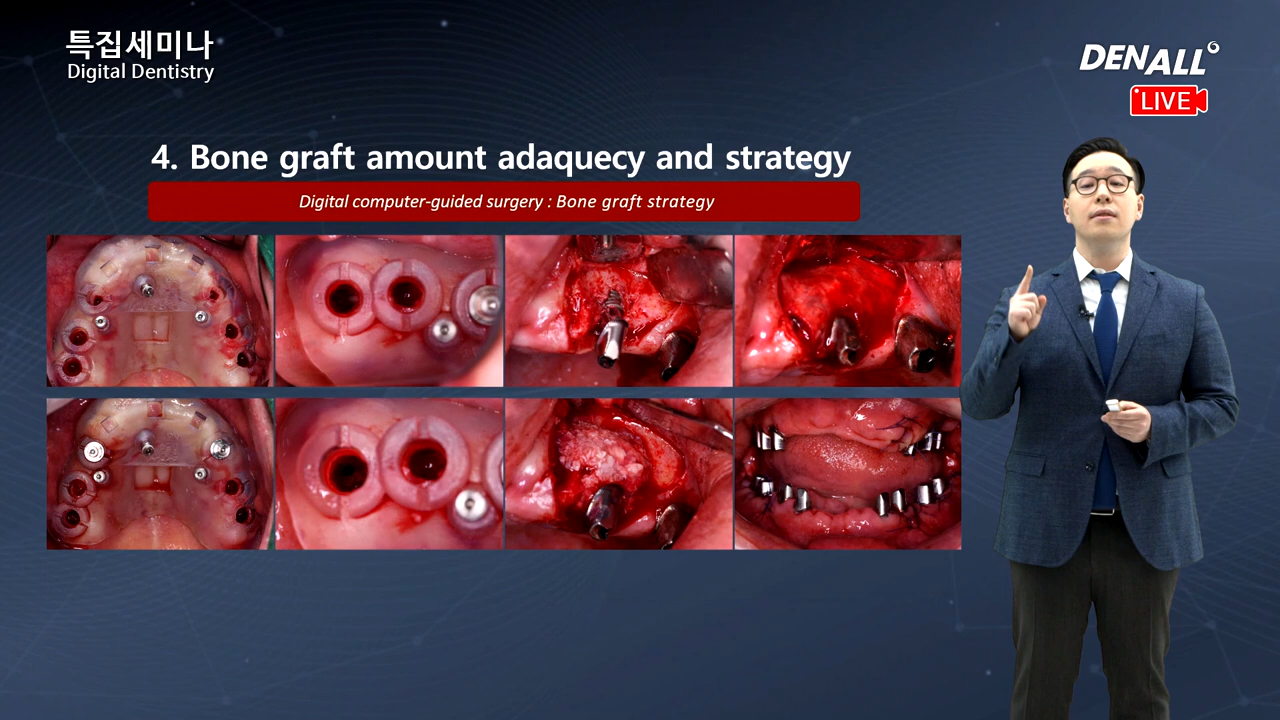 특집세미나
Digital Dentistry
DENALL
LIVE
4. Bone graft amount adaquecy and strategy
Digital computer-guided surgery : Bone graft strategy